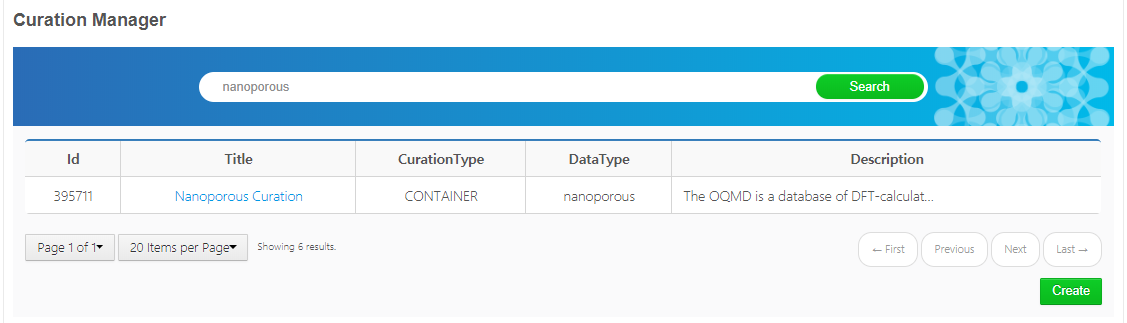 Curation Manager
nanoporous Search
Id Title CurationType DataType Description
395711 Nanoporous Curation CONTAINER nanoporous The OQMD is a database of DFT-calculat...
Page 1 of 1 20 Items per Page Showing 6 results. ← First Previous Next Last →
Create